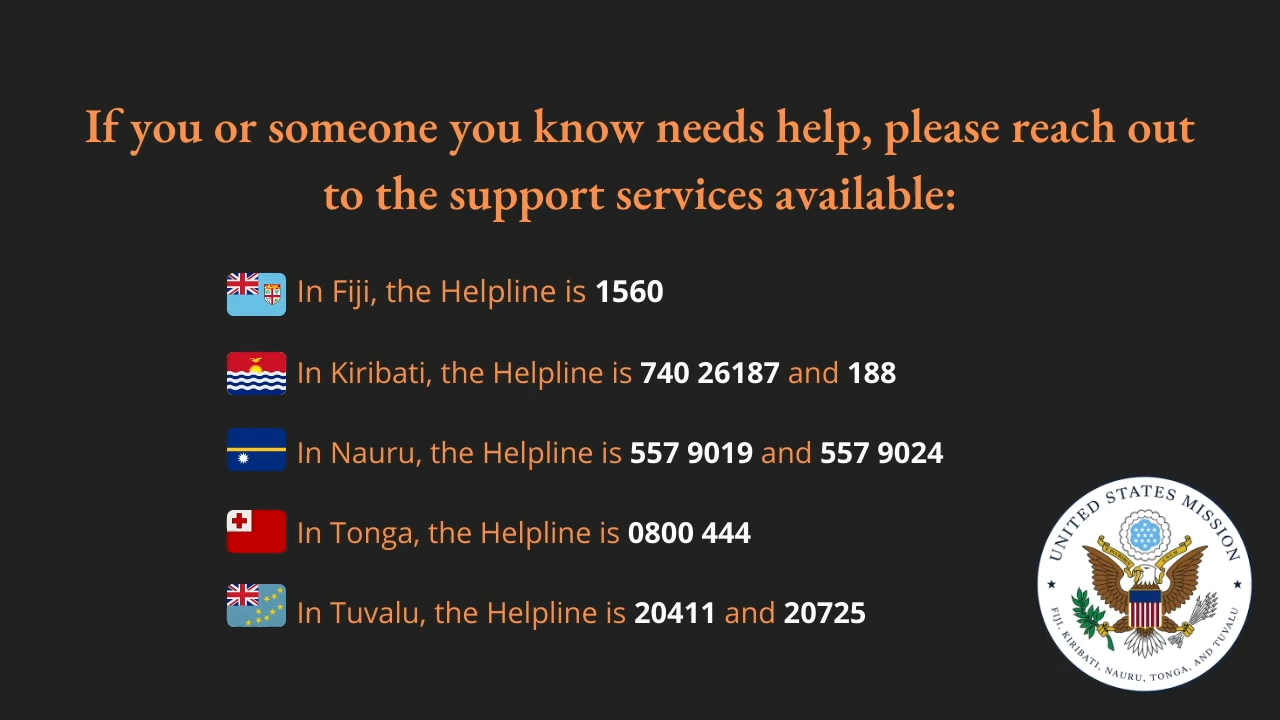 If you or someone you know needs help, please reach out
to the support services available:
In Fiji, the Helpline is 1560
In Kiribati, the Helpline is 740 26187 and 188
In Nauru, the Helpline is 557 9019 and 557 9024
In Tonga, the Helpline is 0800 444
In Tuvalu, the Helpline is 20411 and 20725
UNITED STATES MISSION
FIJI, KIRIBATI, NAURU, TONGA, AND TUVALU